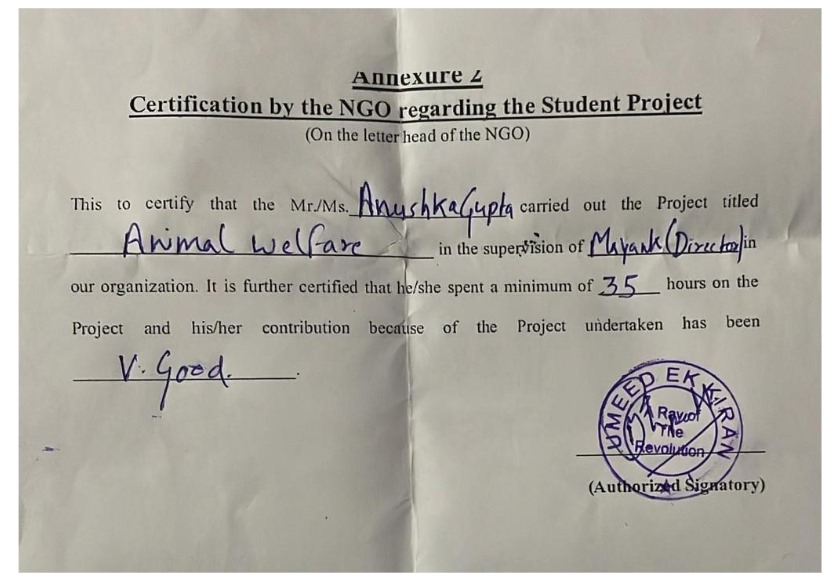 Annexure 2
Certification by the NGO regarding the Student Project
(On the letter head of the NGO)
This to certify that the Mr./Ms. Anushka Gupta carried out the Project titled
Animal Welfare in the supervision of Mayank (Director) in
our organization. It is further certified that he/she spent a minimum of 35 hours on the
Project and his/her contribution because of the Project undertaken has been
V. Good.
UMEED EK KIRAN
A Ray of
The
Revolution
(Authorized Signatory)